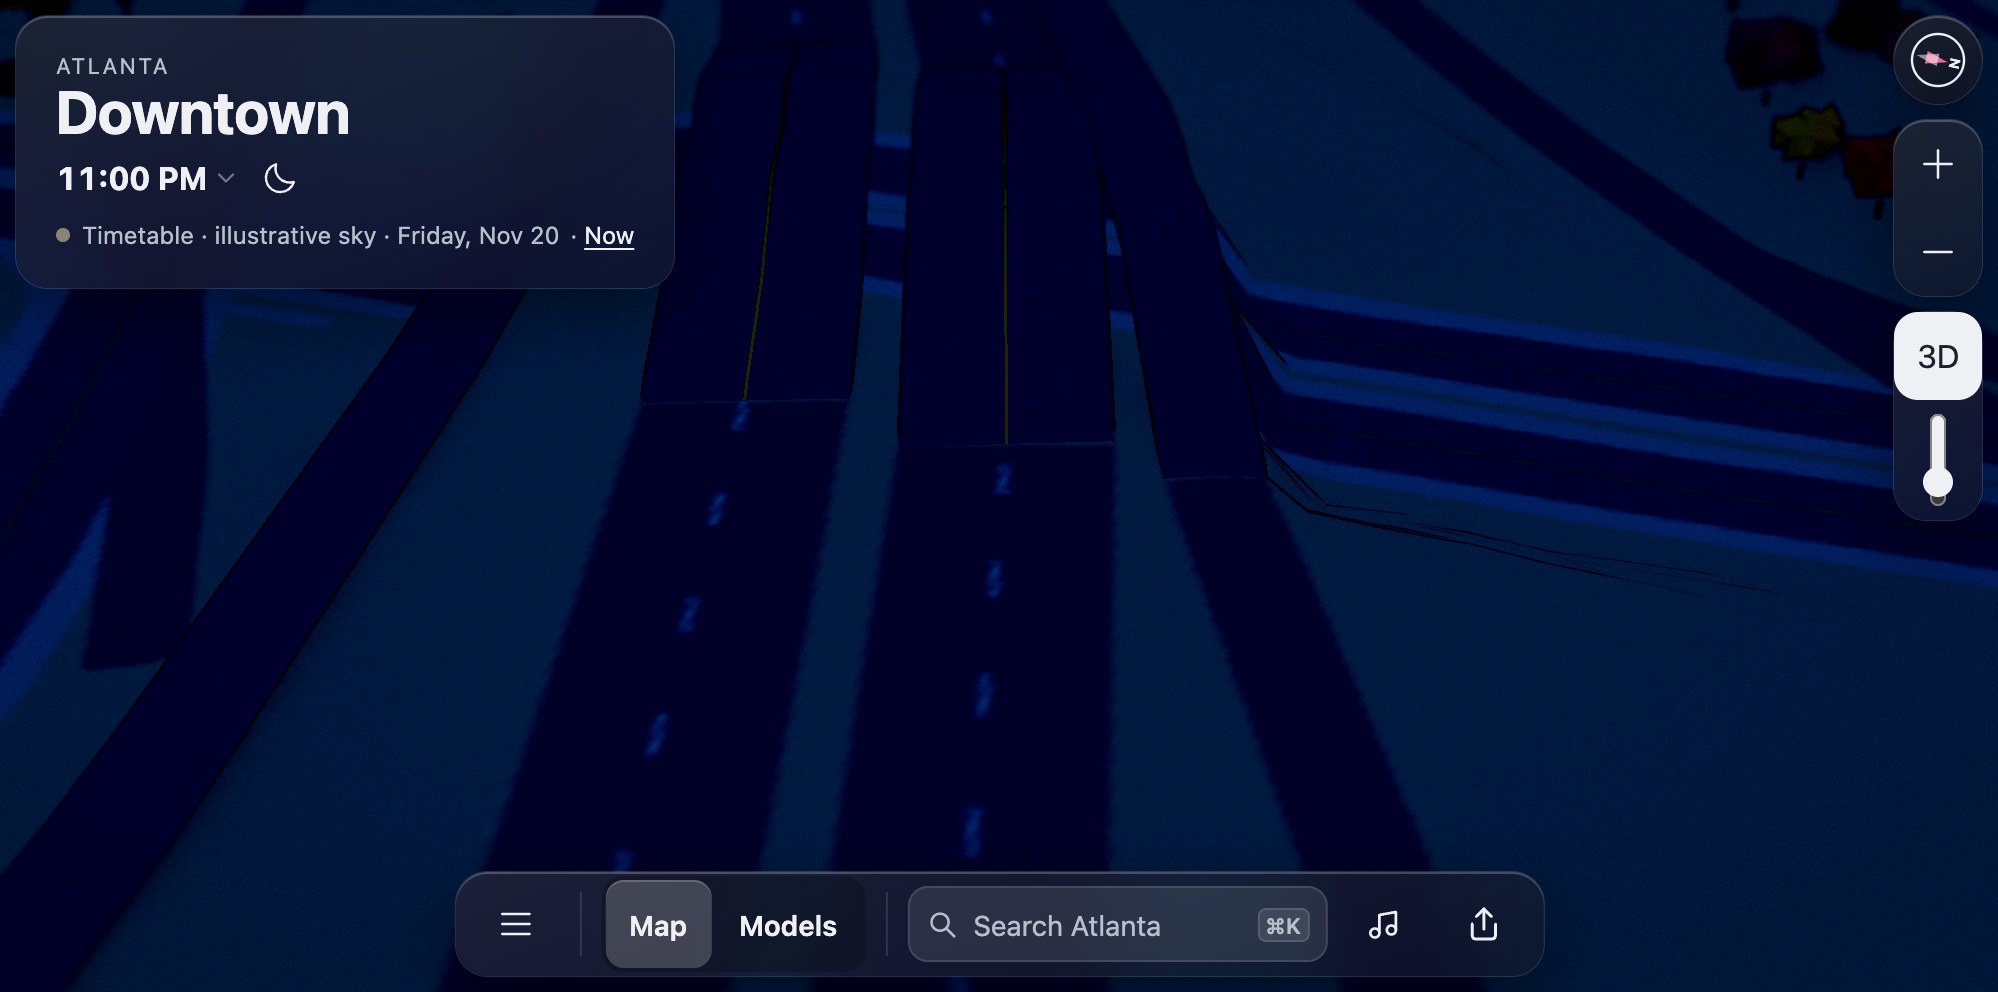 ATLANTA
Downtown
11:00 PM
Timetable · illustrative sky · Friday, Nov 20 · Now
N
3D
Map
Models
Search Atlanta
⌘K